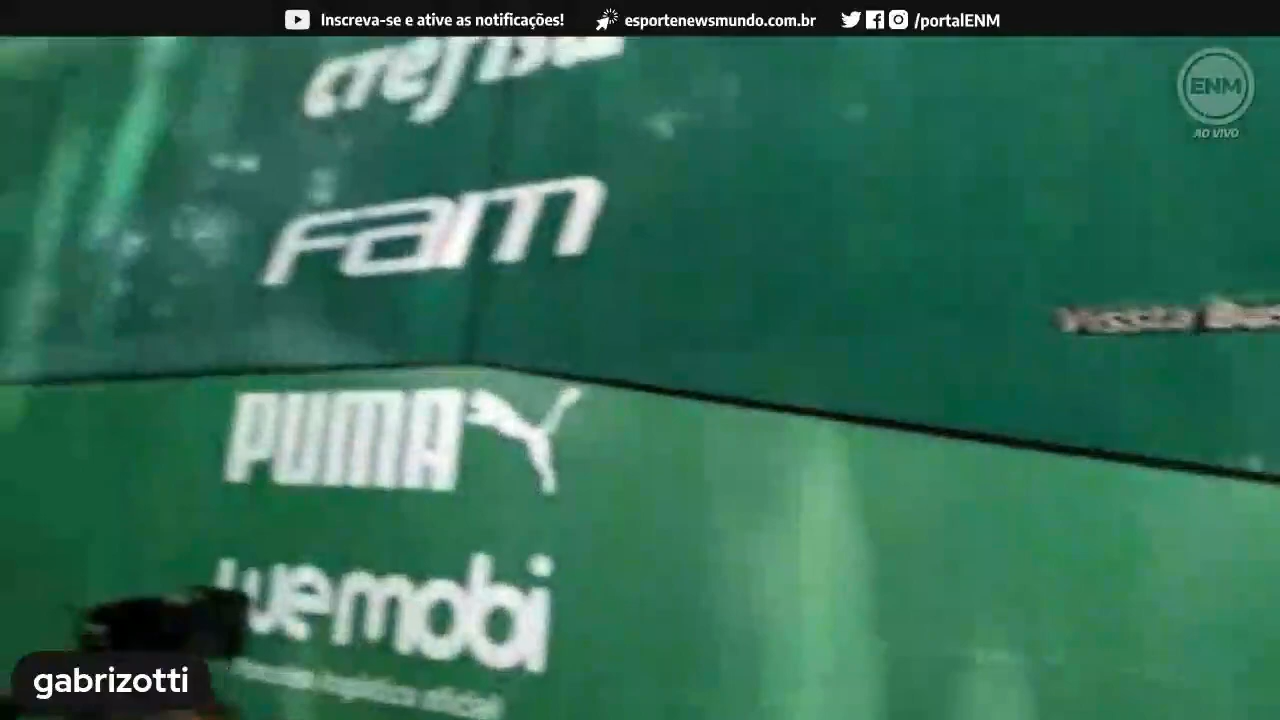 Inscreva-se e ative as notificações! esportenewsmundo.com.br /portalENM
ENM
AO VIVO
crefisa
Fam
PUMA
wemobi
gabrizotti